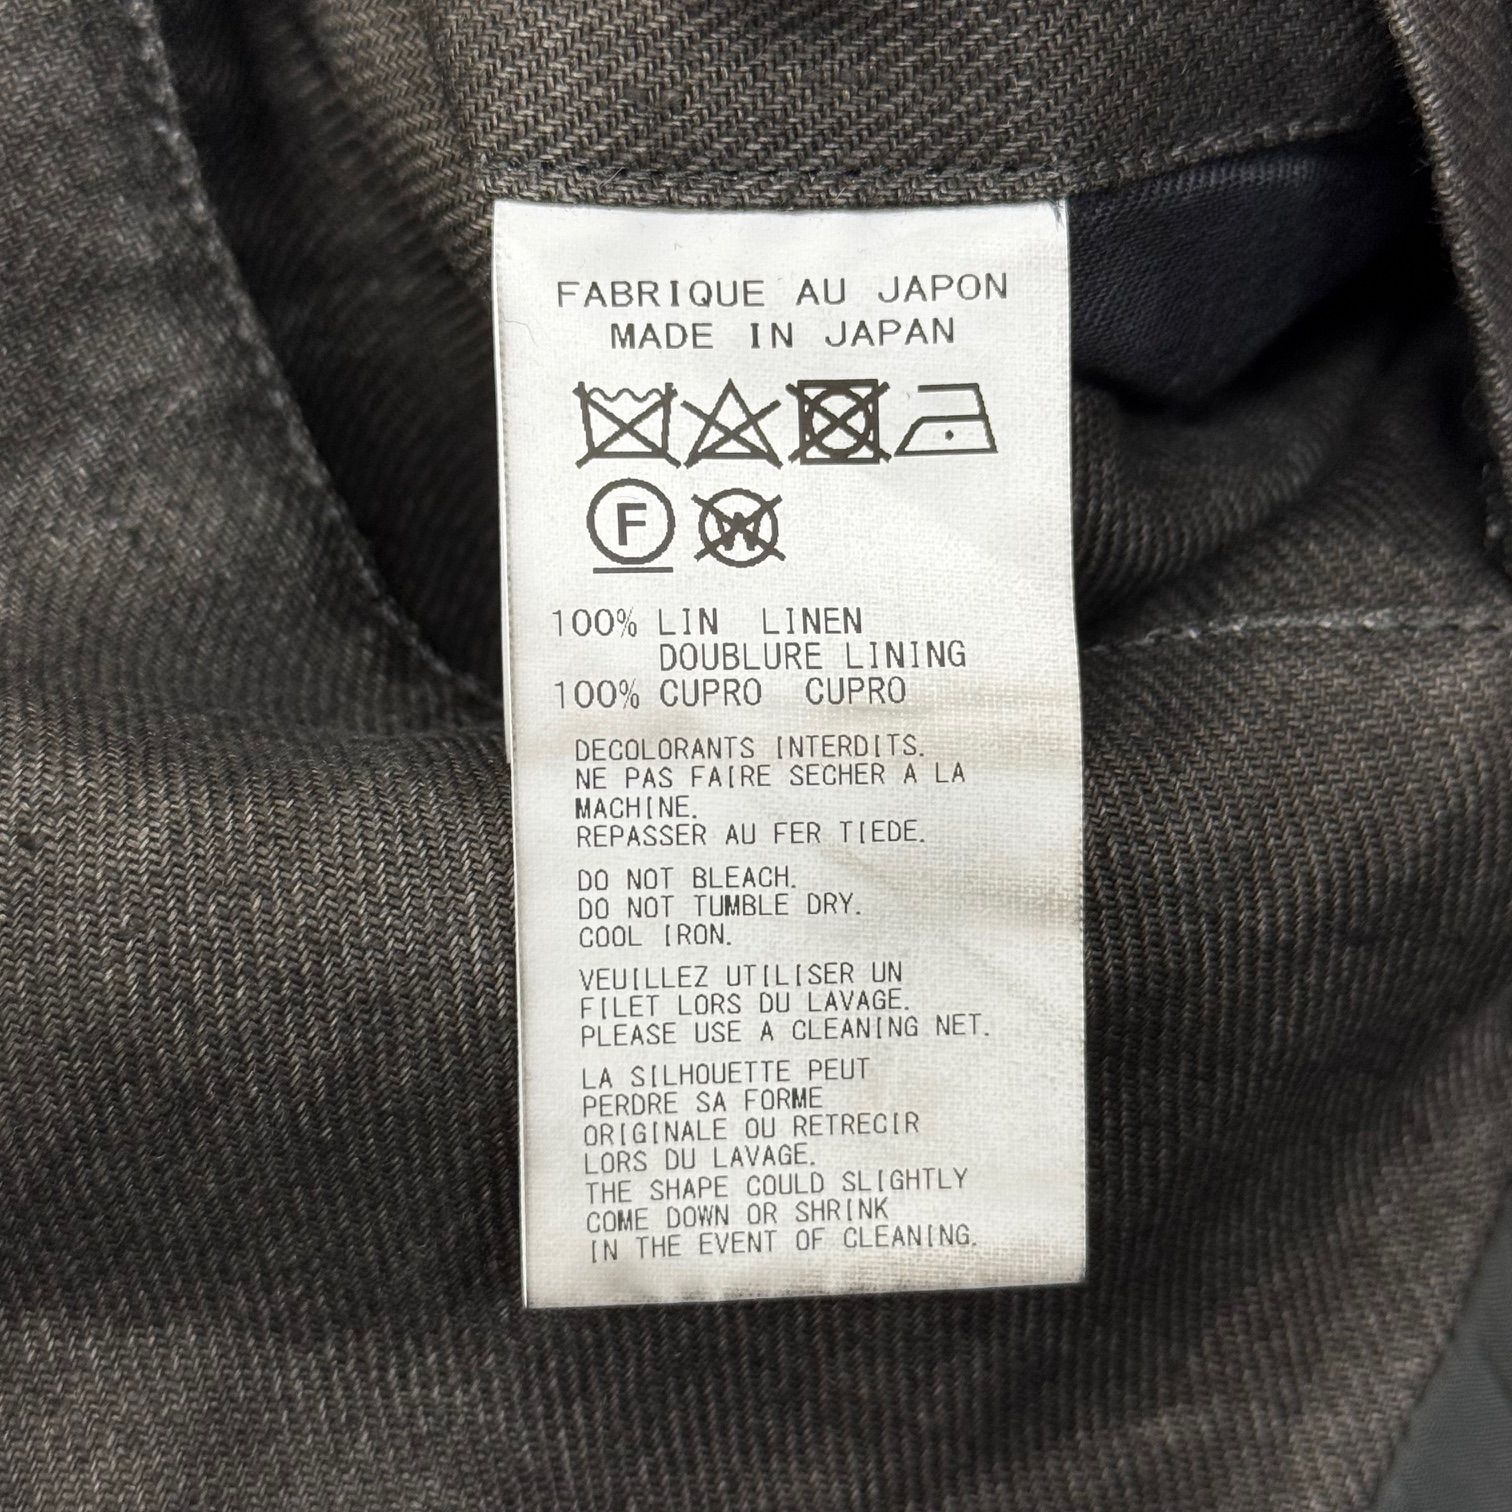 FABRIQUE AU JAPON
MADE IN JAPAN
F W
100% LIN LINEN
DOUBLURE LINING
100% CUPRO CUPRO
DECOLORANTS INTERDITS.
NE PAS FAIRE SECHER A LA
MACHINE.
REPASSER AU FER TIEDE.
DO NOT BLEACH.
DO NOT TUMBLE DRY.
COOL IRON.
VEUILLEZ UTILISER UN
FILET LORS DU LAVAGE.
PLEASE USE A CLEANING NET.
LA SILHOUETTE PEUT
PERDRE SA FORME
ORIGINALE OU RETRECIR
LORS DU LAVAGE.
THE SHAPE COULD SLIGHTLY
COME DOWN OR SHRINK
IN THE EVENT OF CLEANING.